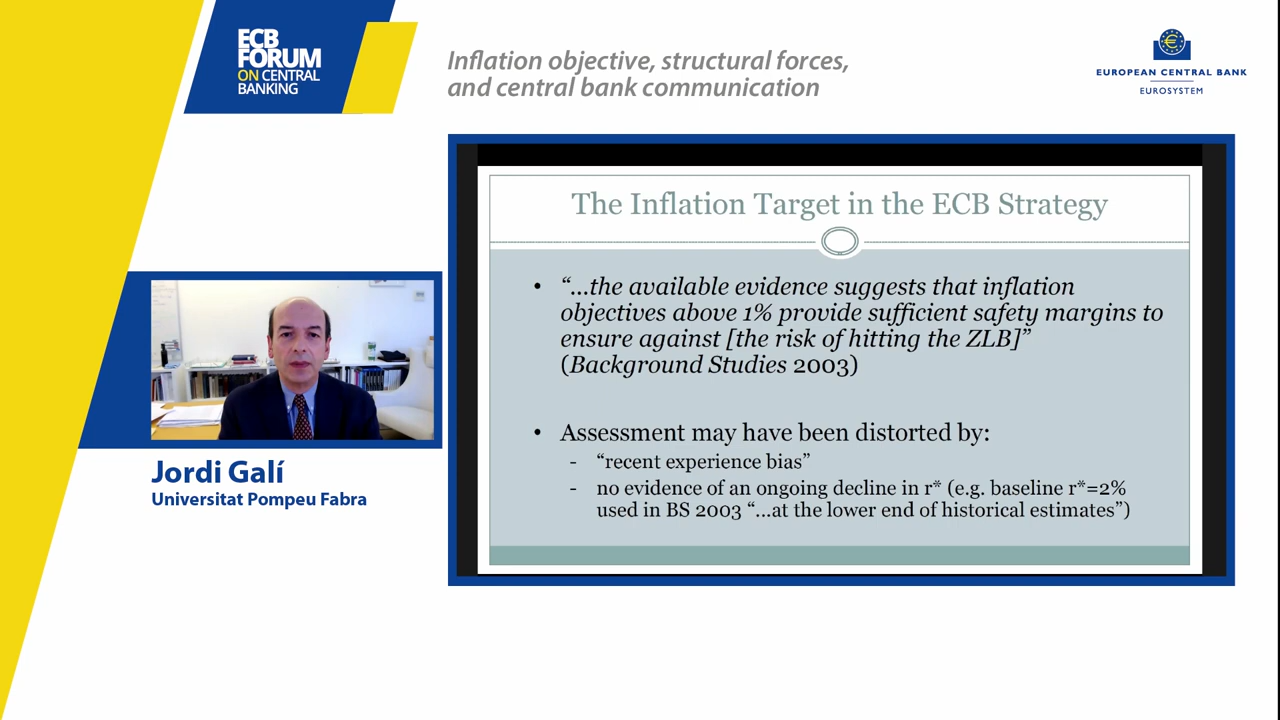 ECB
FORUM
ON CENTRAL
BANKING
Inflation objective, structural forces,
and central bank communication
€
EUROPEAN CENTRAL BANK
EUROSYSTEM
The Inflation Target in the ECB Strategy
• “…the available evidence suggests that inflation
objectives above 1% provide sufficient safety margins to
ensure against [the risk of hitting the ZLB]”
(Background Studies 2003)
• Assessment may have been distorted by:
- “recent experience bias”
- no evidence of an ongoing decline in r* (e.g. baseline r*=2%
used in BS 2003 “…at the lower end of historical estimates”)
Jordi Galí
Universitat Pompeu Fabra